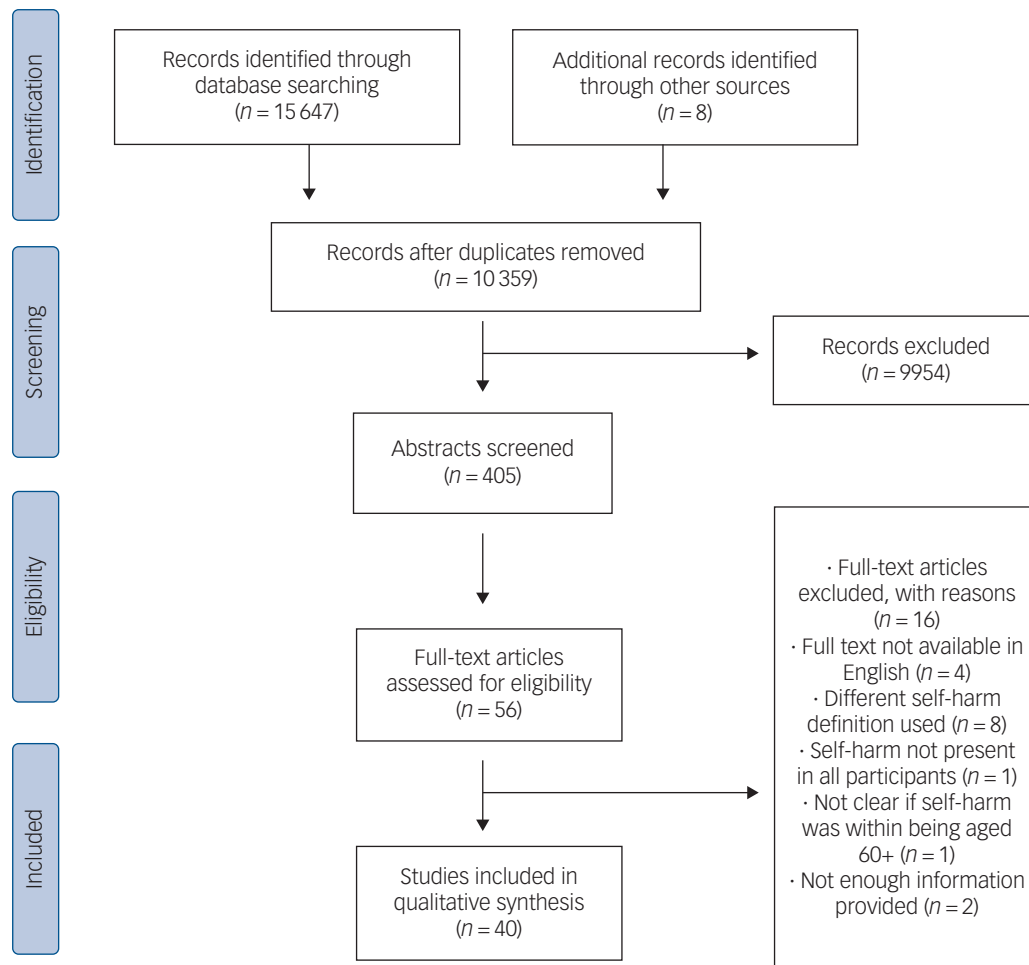 Identification
Records identified through
database searching
(n = 15 647)
Additional records identified
through other sources
(n = 8)
Records after duplicates removed
(n = 10 359)
Screening
Records excluded
(n = 9954)
Abstracts screened
(n = 405)
Eligibility
Full-text articles
assessed for eligibility
(n = 56)
· Full-text articles
excluded, with reasons
(n = 16)
· Full text not available in
English (n = 4)
· Different self-harm
definition used (n = 8)
· Self-harm not present
in all participants (n = 1)
· Not clear if self-harm
was within being aged
60+ (n = 1)
· Not enough information
provided (n = 2)
Included
Studies included in
qualitative synthesis
(n = 40)